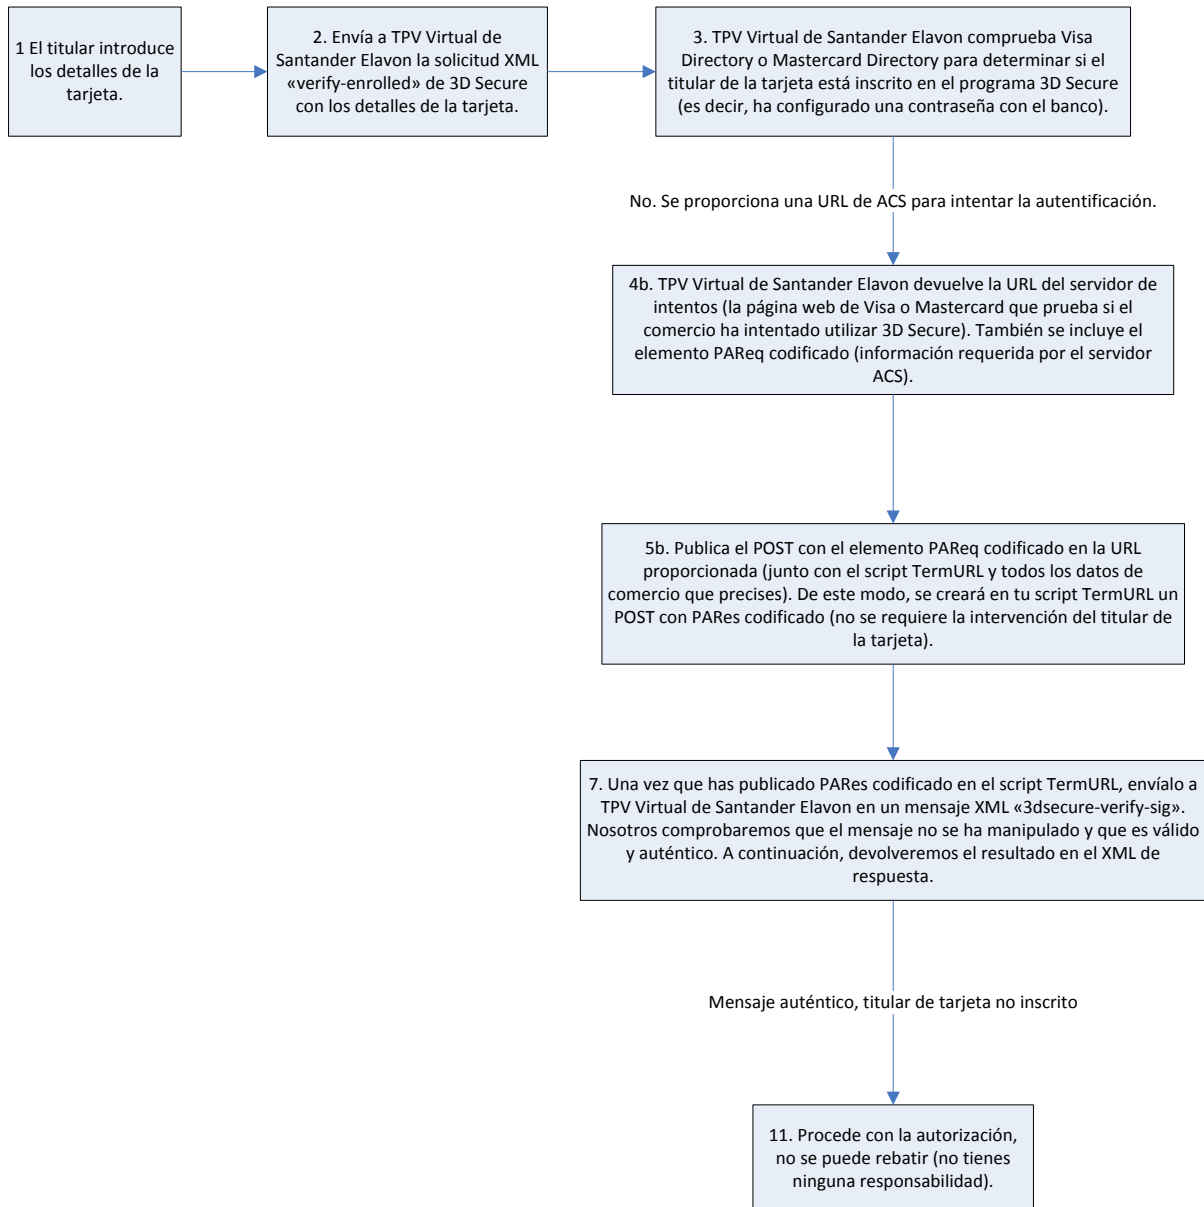 1 El titular introduce
los detalles de la
tarjeta.
2. Envía a TPV Virtual de
Santander Elavon la solicitud XML
«verify-enrolled» de 3D Secure
con los detalles de la tarjeta.
3. TPV Virtual de Santander Elavon comprueba Visa
Directory o Mastercard Directory para determinar si el
titular de la tarjeta está inscrito en el programa 3D Secure
(es decir, ha configurado una contraseña con el banco).
No. Se proporciona una URL de ACS para intentar la autentificación.
4b. TPV Virtual de Santander Elavon devuelve la URL del servidor de
intentos (la página web de Visa o Mastercard que prueba si el
comercio ha intentado utilizar 3D Secure). También se incluye el
elemento PAReq codificado (información requerida por el servidor
ACS).
5b. Publica el POST con el elemento PAReq codificado en la URL
proporcionada (junto con el script TermURL y todos los datos de
comercio que precises). De este modo, se creará en tu script TermURL un
POST con PARes codificado (no se requiere la intervención del titular de
la tarjeta).
7. Una vez que has publicado PARes codificado en el script TermURL, envíalo a
TPV Virtual de Santander Elavon en un mensaje XML «3dsecure-verify-sig».
Nosotros comprobaremos que el mensaje no se ha manipulado y que es válido
y auténtico. A continuación, devolveremos el resultado en el XML de
respuesta.
Mensaje auténtico, titular de tarjeta no inscrito
11. Procede con la autorización,
no se puede rebatir (no tienes
ninguna responsabilidad).